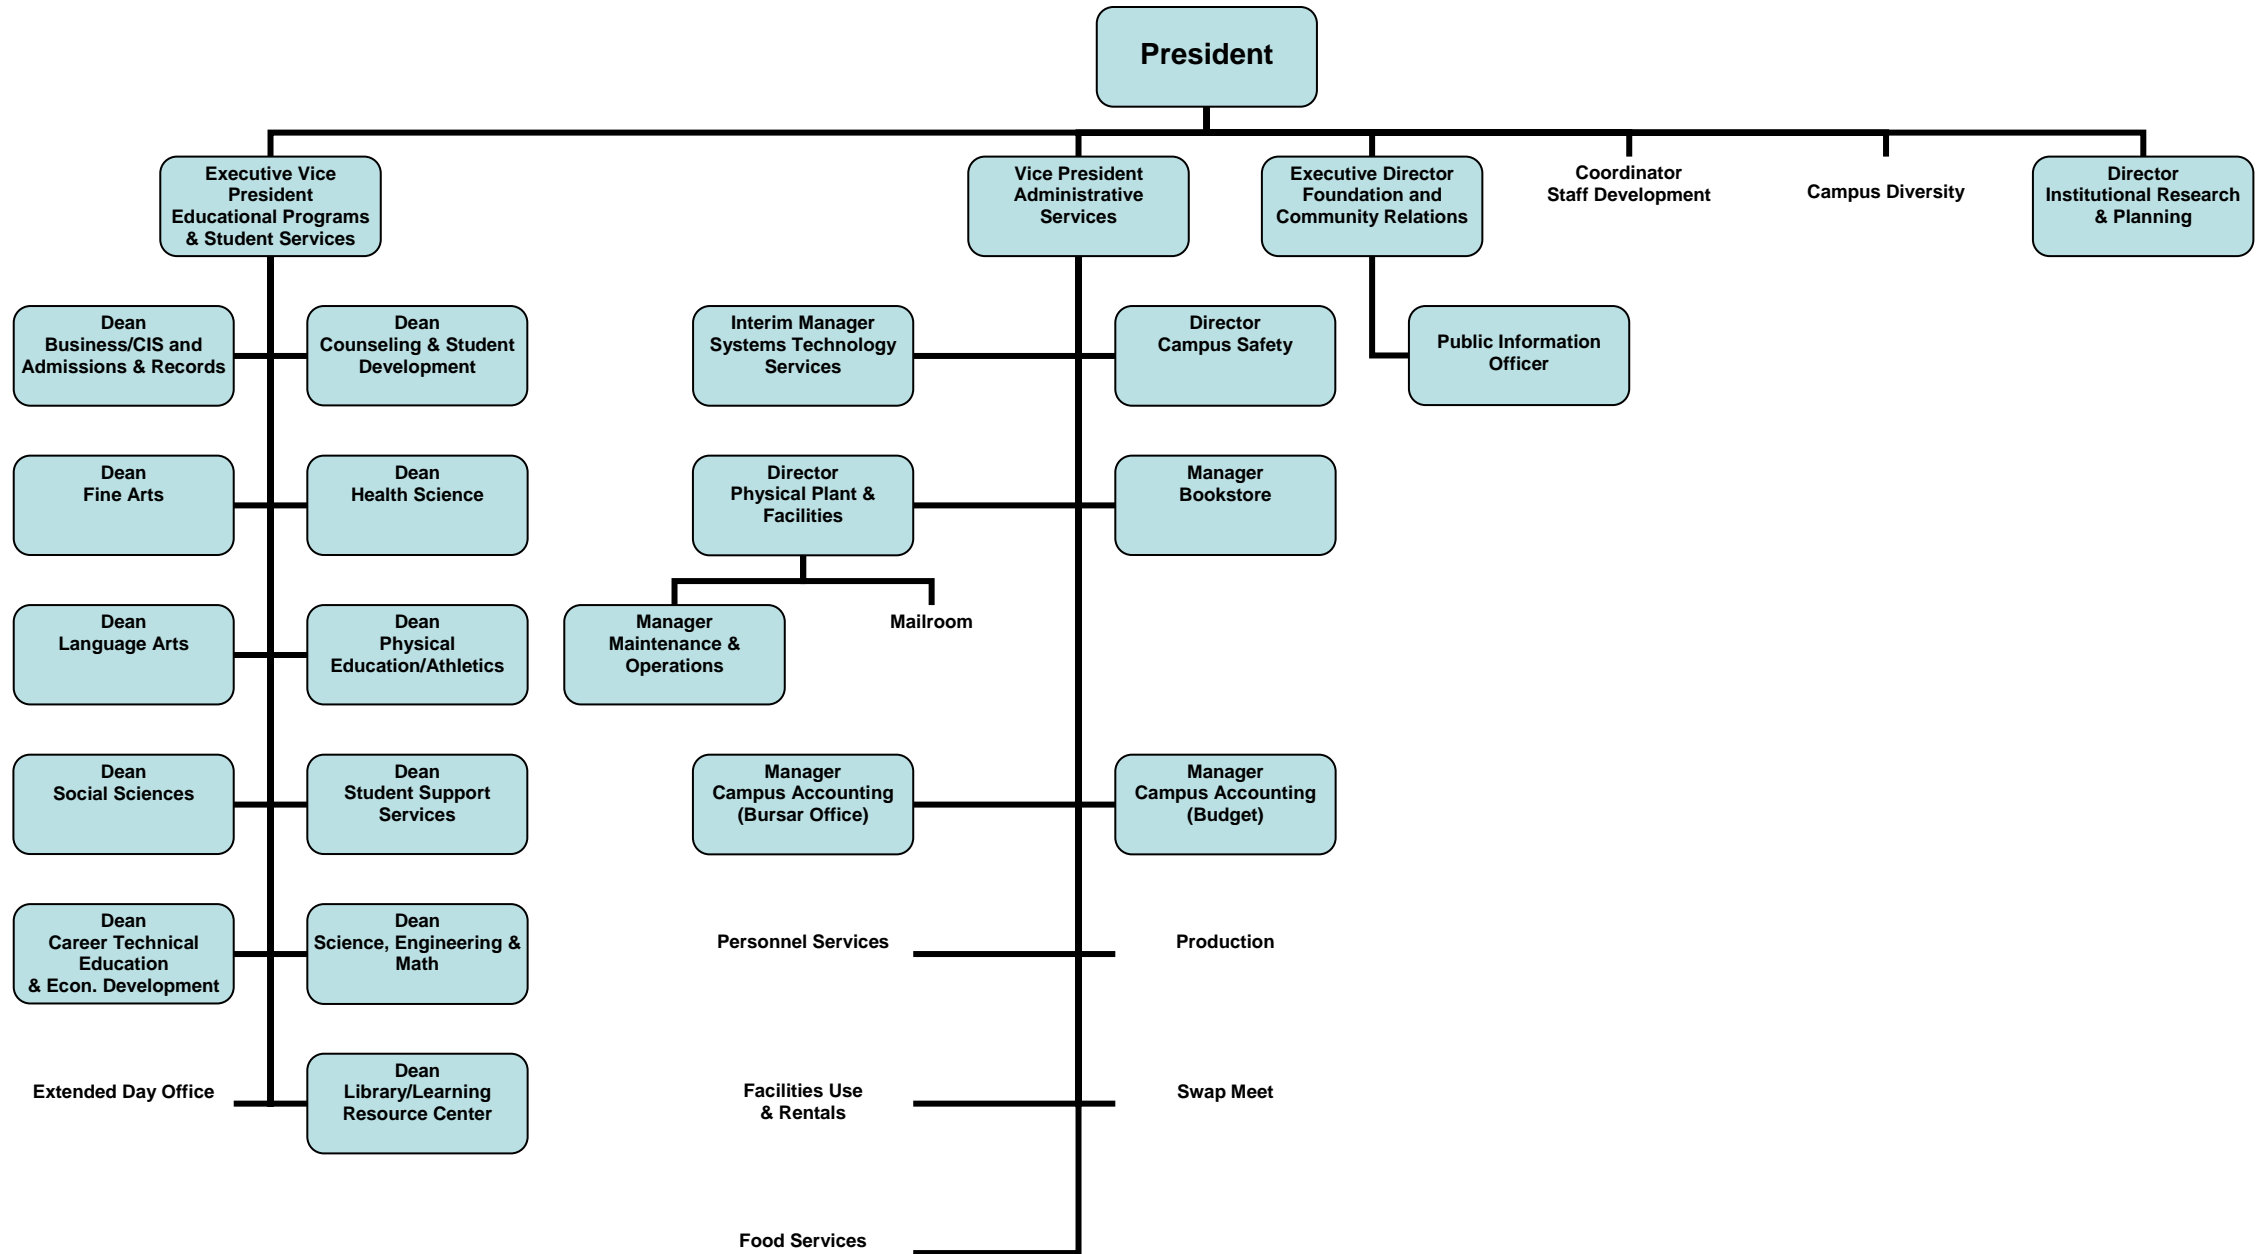 President
Executive Vice
President
Educational Programs
& Student Services
Vice President
Administrative
Services
Executive Director
Foundation and
Community Relations
Coordinator
Staff Development
Campus Diversity
Director
Institutional Research
& Planning
Dean
Business/CIS and
Admissions & Records
Dean
Counseling & Student
Development
Interim Manager
Systems Technology
Services
Director
Campus Safety
Public Information
Officer
Dean
Fine Arts
Dean
Health Science
Director
Physical Plant &
Facilities
Manager
Bookstore
Dean
Language Arts
Dean
Physical
Education/Athletics
Manager
Maintenance &
Operations
Mailroom
Dean
Social Sciences
Dean
Student Support
Services
Manager
Campus Accounting
(Bursar Office)
Manager
Campus Accounting
(Budget)
Dean
Career Technical
Education
& Econ. Development
Dean
Science, Engineering &
Math
Personnel Services
Production
Extended Day Office
Dean
Library/Learning
Resource Center
Facilities Use
& Rentals
Swap Meet
Food Services